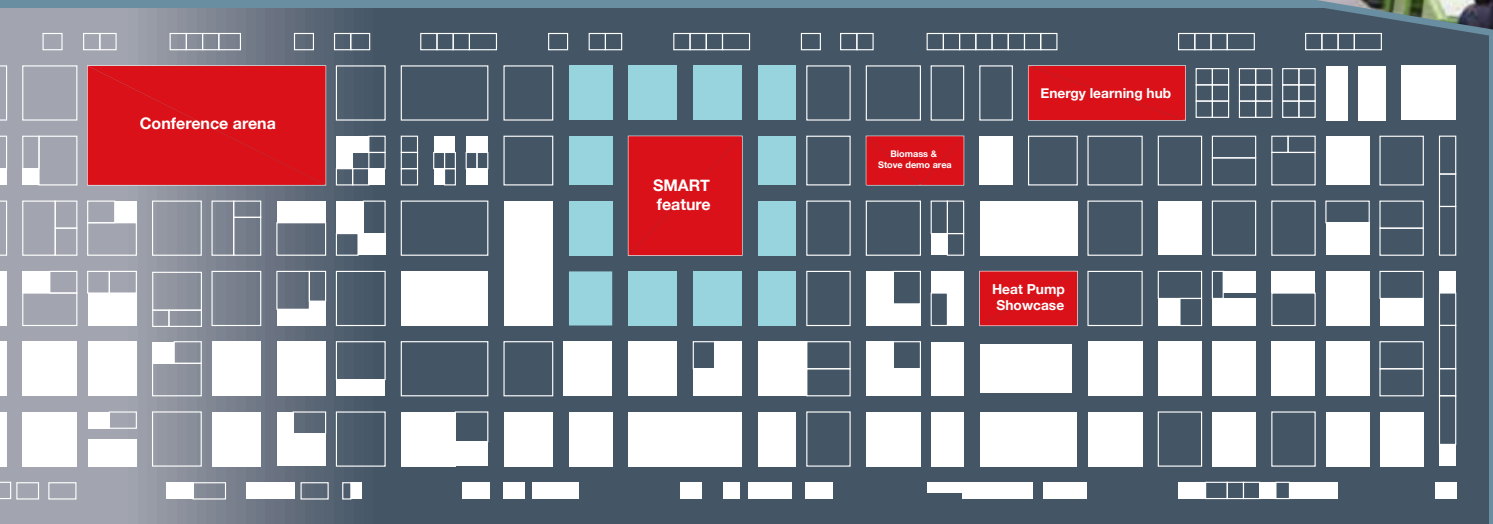 Conference arena
Energy learning hub
Biomass &
Stove demo area
SMART
feature
Heat Pump
Showcase